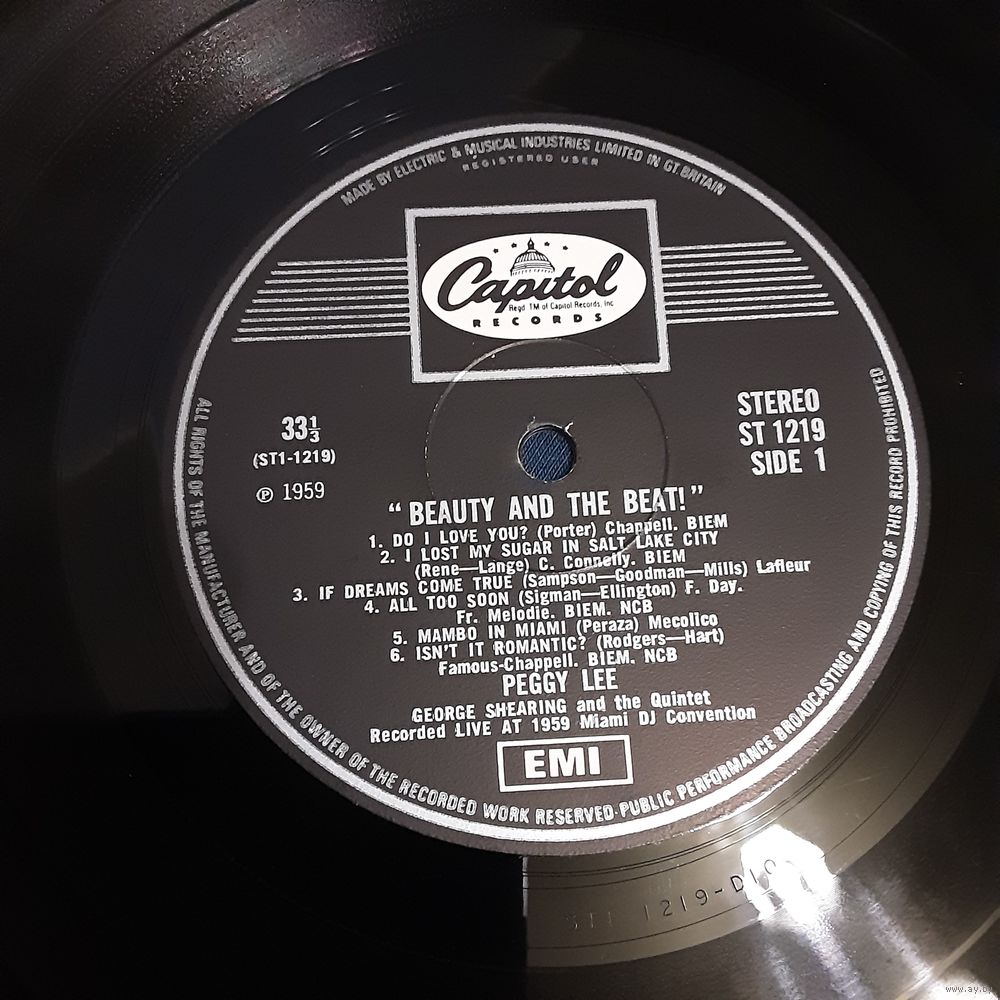 MADE BY ELECTRIC & MUSICAL INDUSTRIES LIMITED IN GT. BRITAIN
REGISTERED USER
Capitol
Regd. TM of Capitol Records, Inc.
RECORDS
33⅓
(ST1-1219)
℗ 1959
STEREO
ST 1219
SIDE 1
“BEAUTY AND THE BEAT!”
1. DO I LOVE YOU? (Porter) Chappell. BIEM
2. I LOST MY SUGAR IN SALT LAKE CITY
(Rene—Lange) C. Connelly. BIEM
3. IF DREAMS COME TRUE (Sampson—Goodman—Mills) Lafleur
4. ALL TOO SOON (Sigman—Ellington) F. Day.
Fr. Melodie. BIEM. NCB
5. MAMBO IN MIAMI (Peraza) Mecolico
6. ISN'T IT ROMANTIC? (Rodgers—Hart)
Famous-Chappell. BIEM. NCB
PEGGY LEE
GEORGE SHEARING and the Quintet
Recorded LIVE AT 1959 Miami DJ Convention
EMI
ALL RIGHTS OF THE MANUFACTURER AND OF THE OWNER OF THE RECORDED WORK RESERVED·PUBLIC PERFORMANCE BROADCASTING AND COPYING OF THIS RECORD PROHIBITED